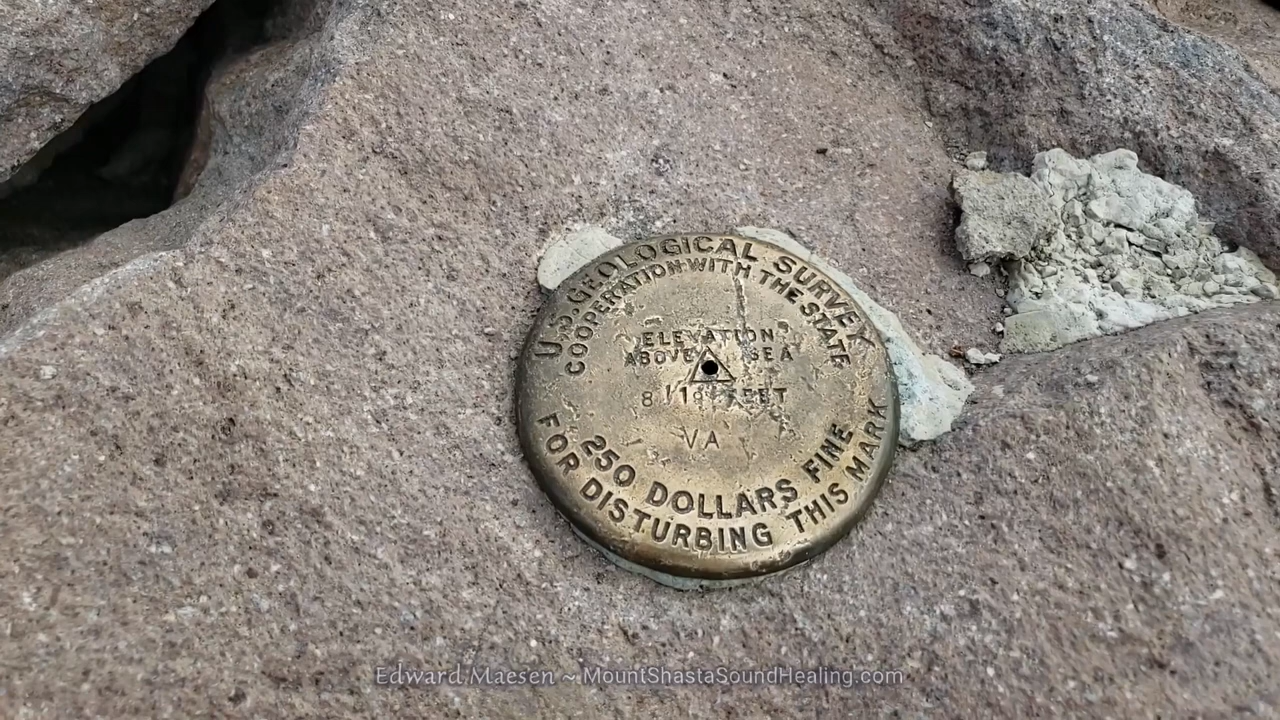 U.S. GEOLOGICAL SURVEY
COOPERATION WITH THE STATE
ELEVATION
ABOVE SEA
FEET
VA
250 DOLLARS FINE
FOR DISTURBING THIS MARK
Edward Maesen ~ MountShastaSoundHealing.com